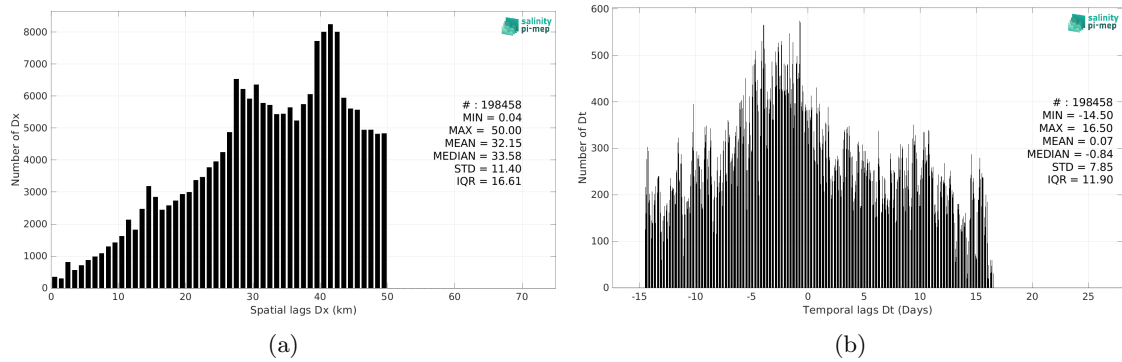 8000
7000
6000
5000
4000
3000
2000
1000
0
Number of Dx
0 10 20 30 40 50 60 70
Spatial lags Dx (km)
salinity
pi-mep
# : 198458
MIN = 0.04
MAX = 50.00
MEAN = 32.15
MEDIAN = 33.58
STD = 11.40
IQR = 16.61
(a)
600
500
400
300
200
100
0
Number of Dt
-15 -10 -5 0 5 10 15 20 25
Temporal lags Dt (Days)
salinity
pi-mep
# : 198458
MIN = -14.50
MAX = 16.50
MEAN = 0.07
MEDIAN = -0.84
STD = 7.85
IQR = 11.90
(b)